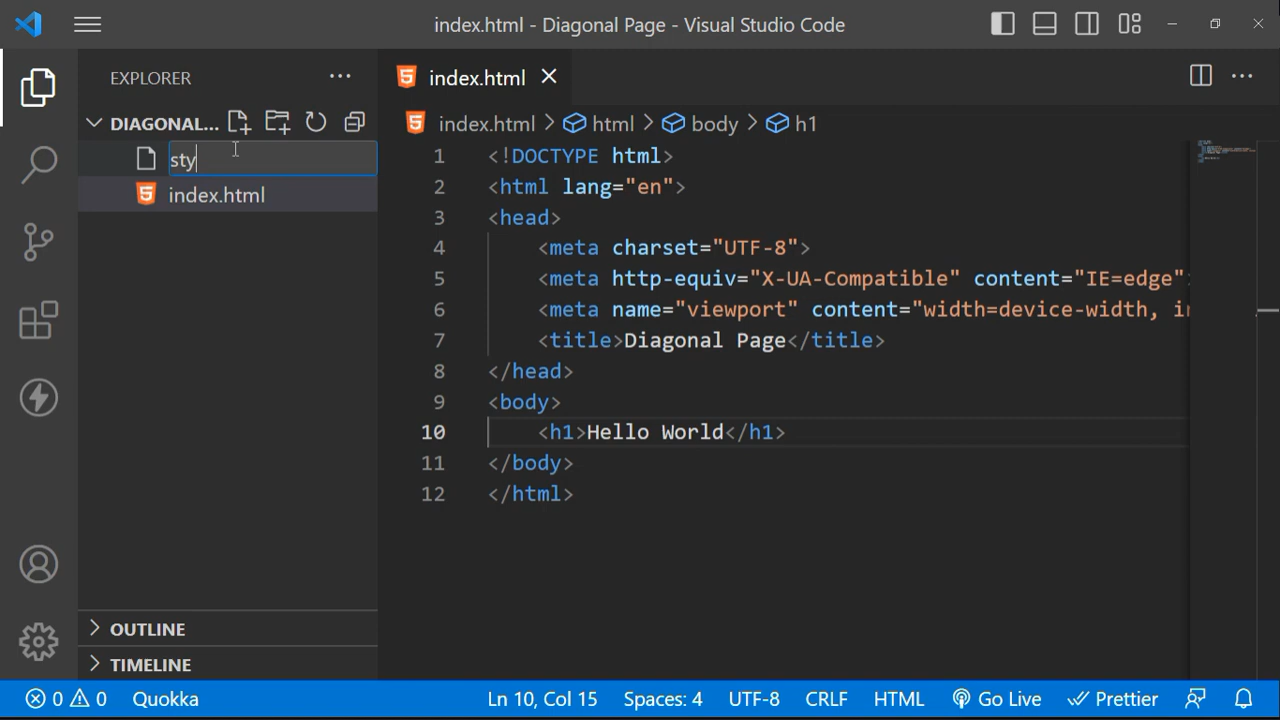 index.html - Diagonal Page - Visual Studio Code
EXPLORER
DIAGONAL...
sty
index.html
OUTLINE
TIMELINE
index.html
index.html > html > body > h1
1 <!DOCTYPE html>
2 <html lang="en">
3 <head>
4 <meta charset="UTF-8">
5 <meta http-equiv="X-UA-Compatible" content="IE=edge"
6 <meta name="viewport" content="width=device-width, in
7 <title>Diagonal Page</title>
8 </head>
9 <body>
10 <h1>Hello World</h1>
11 </body>
12 </html>
0 0 Quokka Ln 10, Col 15 Spaces: 4 UTF-8 CRLF HTML Go Live Prettier